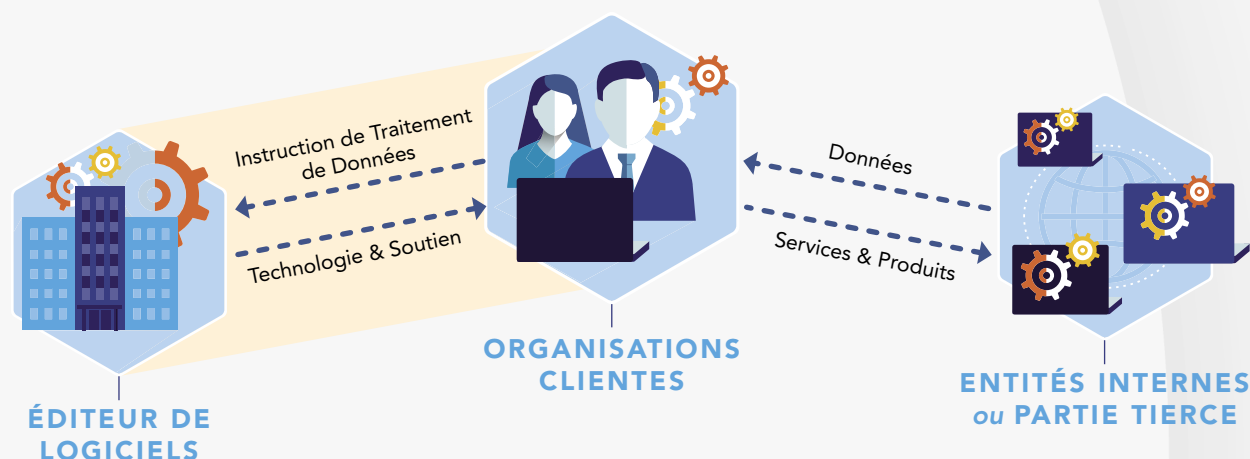 Instruction de Traitement
de Données
Technologie & Soutien
Données
Services & Produits
ÉDITEUR DE
LOGICIELS
ORGANISATIONS
CLIENTES
ENTITÉS INTERNES
ou PARTIE TIERCE